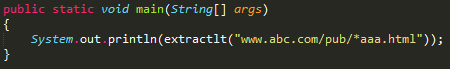 public static void main(String[] args)
{
    System.out.println(extractlt("www.abc.com/pub/*aaa.html"));
}